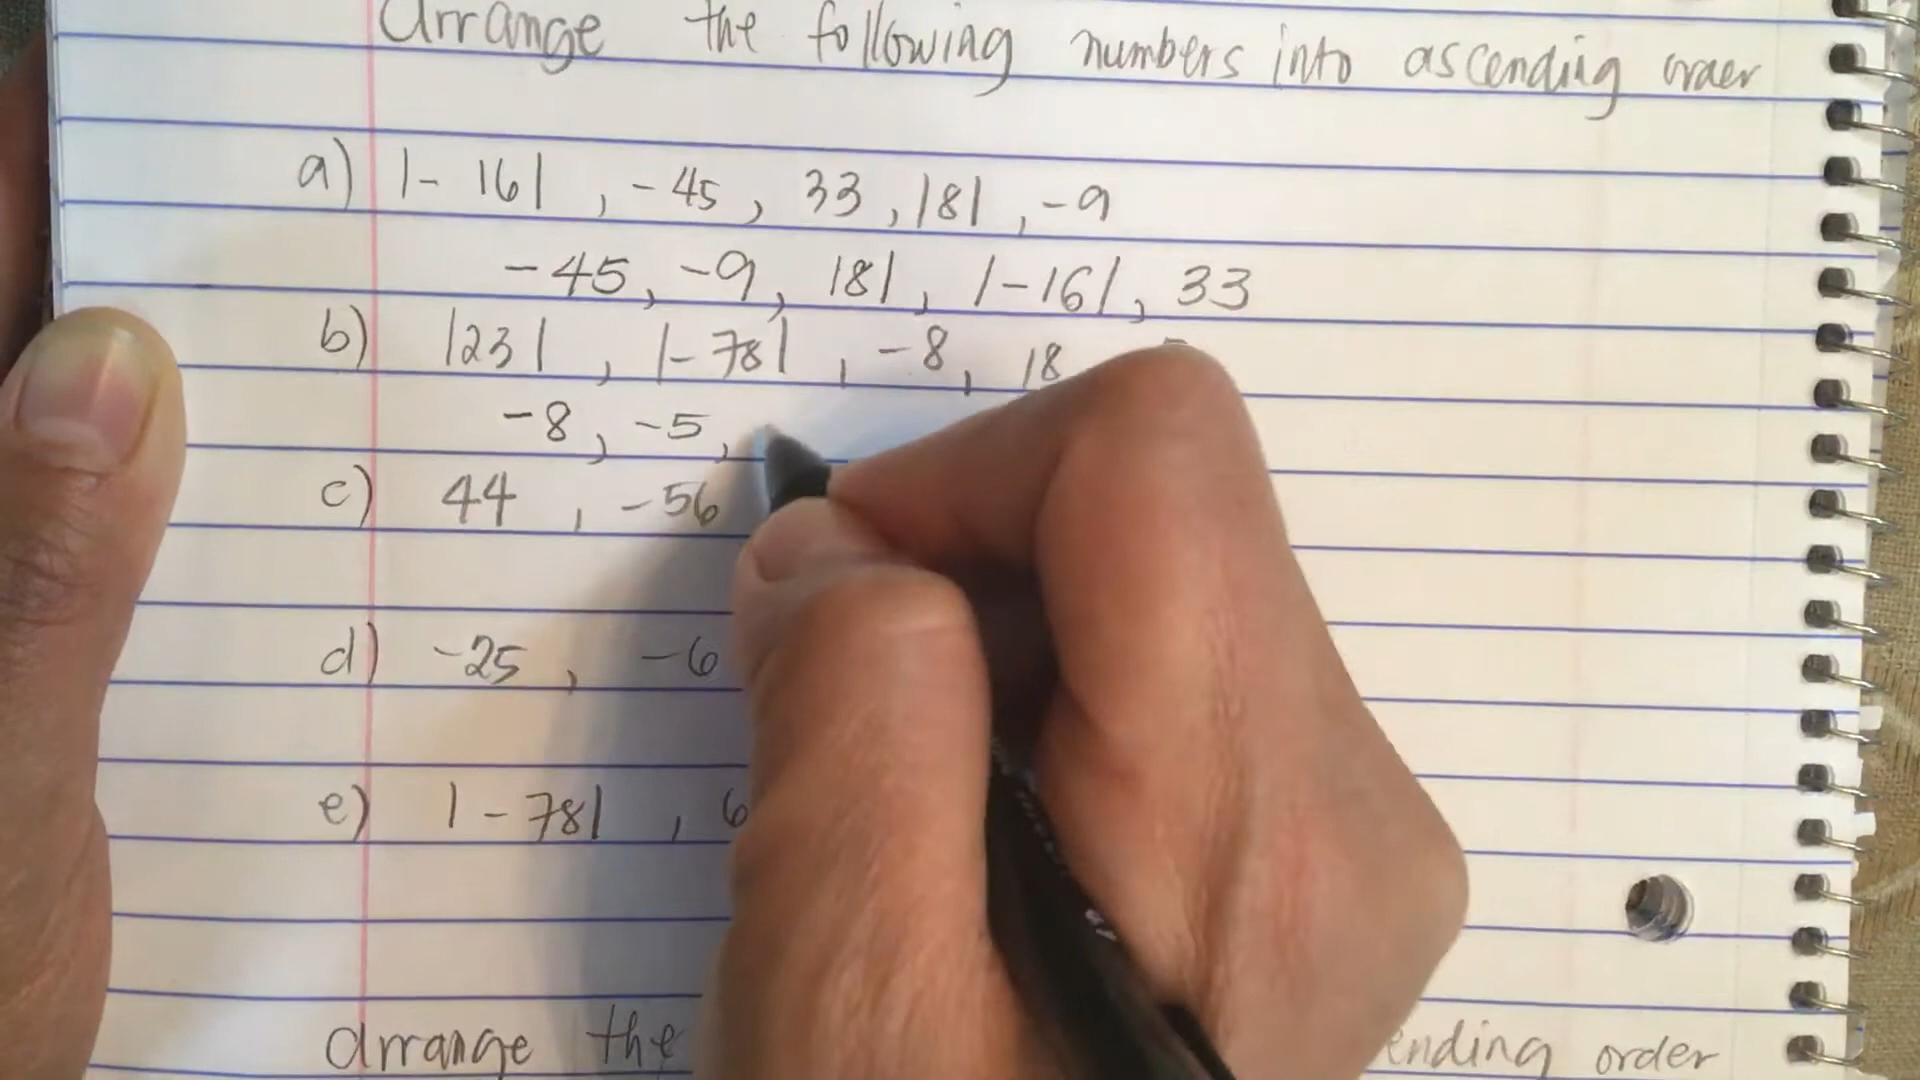 Arrange the following numbers into ascending order
a) |-16| , -45 , 33 , |8| , -9
-45 , -9 , |8| , |-16| , 33
b) |23| , |-78| , -8 , 18
-8 , -5 ,
c) 44 , -56
d) -25 , -6
e) |-78| , 6
arrange the ending order